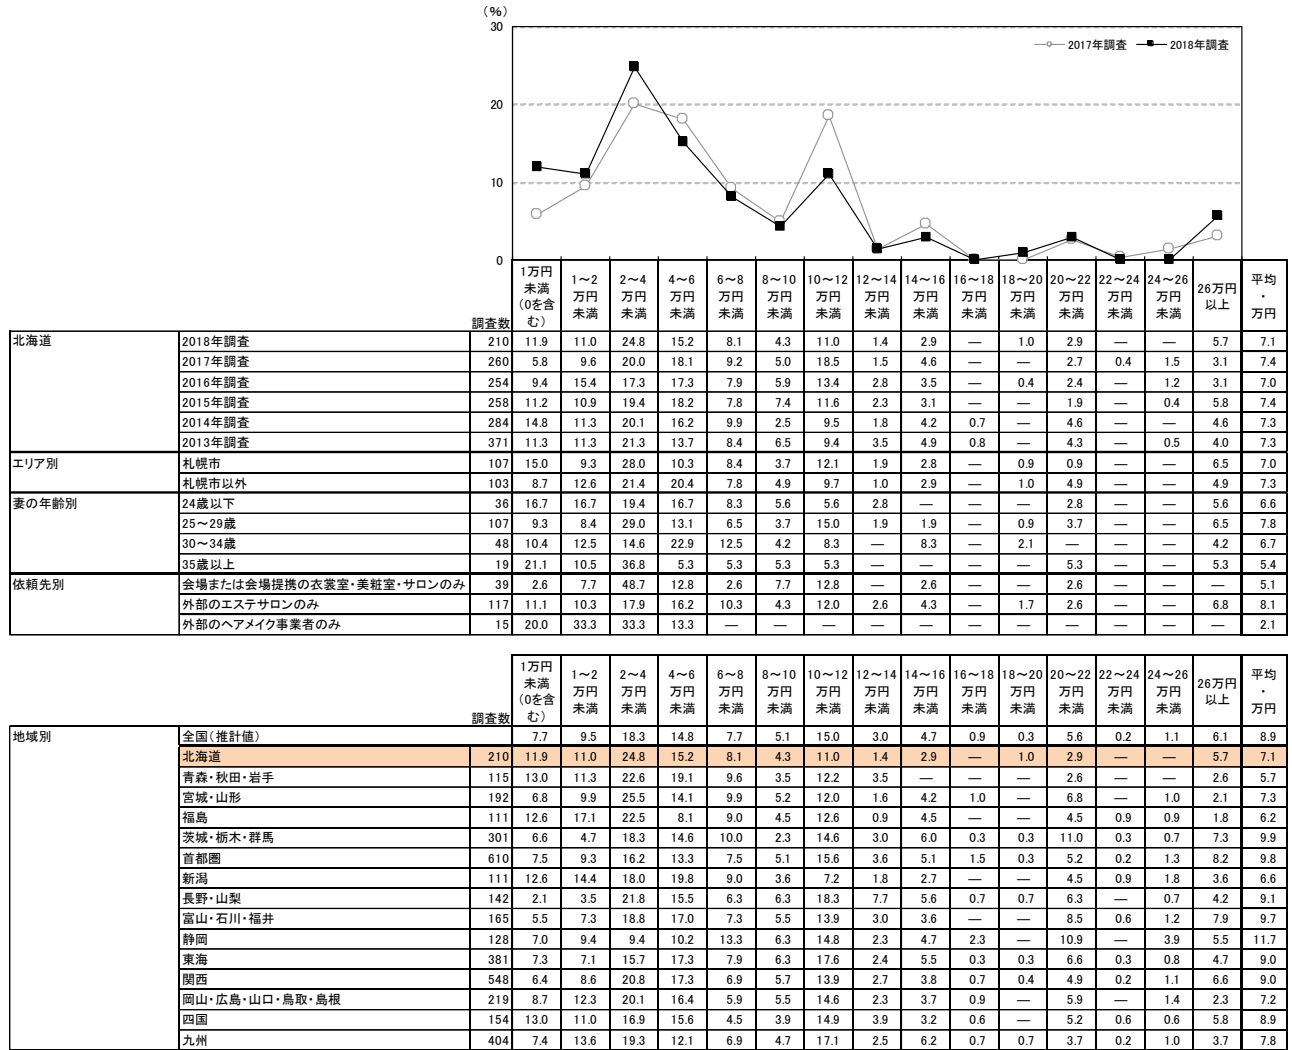 (％)
30
20
10
0
2017年調査 2018年調査
調査数 1万円未満(0を含む) 1～2万円未満 2～4万円未満 4～6万円未満 6～8万円未満 8～10万円未満 10～12万円未満 12～14万円未満 14～16万円未満 16～18万円未満 18～20万円未満 20～22万円未満 22～24万円未満 24～26万円未満 26万円以上 平均・万円
北海道 2018年調査 210 11.9 11.0 24.8 15.2 8.1 4.3 11.0 1.4 2.9 ― 1.0 2.9 ― ― 5.7 7.1
2017年調査 260 5.8 9.6 20.0 18.1 9.2 5.0 18.5 1.5 4.6 ― ― 2.7 0.4 1.5 3.1 7.4
2016年調査 254 9.4 15.4 17.3 17.3 7.9 5.9 13.4 2.8 3.5 ― 0.4 2.4 ― 1.2 3.1 7.0
2015年調査 258 11.2 10.9 19.4 18.2 7.8 7.4 11.6 2.3 3.1 ― ― 1.9 ― 0.4 5.8 7.4
2014年調査 284 14.8 11.3 20.1 16.2 9.9 2.5 9.5 1.8 4.2 0.7 ― 4.6 ― ― 4.6 7.3
2013年調査 371 11.3 11.3 21.3 13.7 8.4 6.5 9.4 3.5 4.9 0.8 ― 4.3 ― 0.5 4.0 7.3
エリア別 札幌市 107 15.0 9.3 28.0 10.3 8.4 3.7 12.1 1.9 2.8 ― 0.9 0.9 ― ― 6.5 7.0
札幌市以外 103 8.7 12.6 21.4 20.4 7.8 4.9 9.7 1.0 2.9 ― 1.0 4.9 ― ― 4.9 7.3
妻の年齢別 24歳以下 36 16.7 16.7 19.4 16.7 8.3 5.6 5.6 2.8 ― ― ― 2.8 ― ― 5.6 6.6
25～29歳 107 9.3 8.4 29.0 13.1 6.5 3.7 15.0 1.9 1.9 ― 0.9 3.7 ― ― 6.5 7.8
30～34歳 48 10.4 12.5 14.6 22.9 12.5 4.2 8.3 ― 8.3 ― 2.1 ― ― ― 4.2 6.7
35歳以上 19 21.1 10.5 36.8 5.3 5.3 5.3 5.3 ― ― ― ― 5.3 ― ― 5.3 5.4
依頼先別 会場または会場提携の衣裳室・美粧室・サロンのみ 39 2.6 7.7 48.7 12.8 2.6 7.7 12.8 ― 2.6 ― ― 2.6 ― ― ― 5.1
外部のエステサロンのみ 117 11.1 10.3 17.9 16.2 10.3 4.3 12.0 2.6 4.3 ― 1.7 2.6 ― ― 6.8 8.1
外部のヘアメイク事業者のみ 15 20.0 33.3 33.3 13.3 ― ― ― ― ― ― ― ― ― ― ― 2.1
調査数 1万円未満(0を含む) 1～2万円未満 2～4万円未満 4～6万円未満 6～8万円未満 8～10万円未満 10～12万円未満 12～14万円未満 14～16万円未満 16～18万円未満 18～20万円未満 20～22万円未満 22～24万円未満 24～26万円未満 26万円以上 平均・万円
地域別 全国(推計値) 7.7 9.5 18.3 14.8 7.7 5.1 15.0 3.0 4.7 0.9 0.3 5.6 0.2 1.1 6.1 8.9
北海道 210 11.9 11.0 24.8 15.2 8.1 4.3 11.0 1.4 2.9 ― 1.0 2.9 ― ― 5.7 7.1
青森・秋田・岩手 115 13.0 11.3 22.6 19.1 9.6 3.5 12.2 3.5 ― ― ― 2.6 ― ― 2.6 5.7
宮城・山形 192 6.8 9.9 25.5 14.1 9.9 5.2 12.0 1.6 4.2 1.0 ― 6.8 ― 1.0 2.1 7.3
福島 111 12.6 17.1 22.5 8.1 9.0 4.5 12.6 0.9 4.5 ― ― 4.5 0.9 0.9 1.8 6.2
茨城・栃木・群馬 301 6.6 4.7 18.3 14.6 10.0 2.3 14.6 3.0 6.0 0.3 0.3 11.0 0.3 0.7 7.3 9.9
首都圏 610 7.5 9.3 16.2 13.3 7.5 5.1 15.6 3.6 5.1 1.5 0.3 5.2 0.2 1.3 8.2 9.8
新潟 111 12.6 14.4 18.0 19.8 9.0 3.6 7.2 1.8 2.7 ― ― 4.5 0.9 1.8 3.6 6.6
長野・山梨 142 2.1 3.5 21.8 15.5 6.3 6.3 18.3 7.7 5.6 0.7 0.7 6.3 ― 0.7 4.2 9.1
富山・石川・福井 165 5.5 7.3 18.8 17.0 7.3 5.5 13.9 3.0 3.6 ― ― 8.5 0.6 1.2 7.9 9.7
静岡 128 7.0 9.4 9.4 10.2 13.3 6.3 14.8 2.3 4.7 2.3 ― 10.9 ― 3.9 5.5 11.7
東海 381 7.3 7.1 15.7 17.3 7.9 6.3 17.6 2.4 5.5 0.3 0.3 6.6 0.3 0.8 4.7 9.0
関西 548 6.4 8.6 20.8 17.3 6.9 5.7 13.9 2.7 3.8 0.7 0.4 4.9 0.2 1.1 6.6 9.0
岡山・広島・山口・鳥取・島根 219 8.7 12.3 20.1 16.4 5.9 5.5 14.6 2.3 3.7 0.9 ― 5.9 ― 1.4 2.3 7.2
四国 154 13.0 11.0 16.9 15.6 4.5 3.9 14.9 3.9 3.2 0.6 ― 5.2 0.6 0.6 5.8 8.9
九州 404 7.4 13.6 19.3 12.1 6.9 4.7 17.1 2.5 6.2 0.7 0.7 3.7 0.2 1.0 3.7 7.8